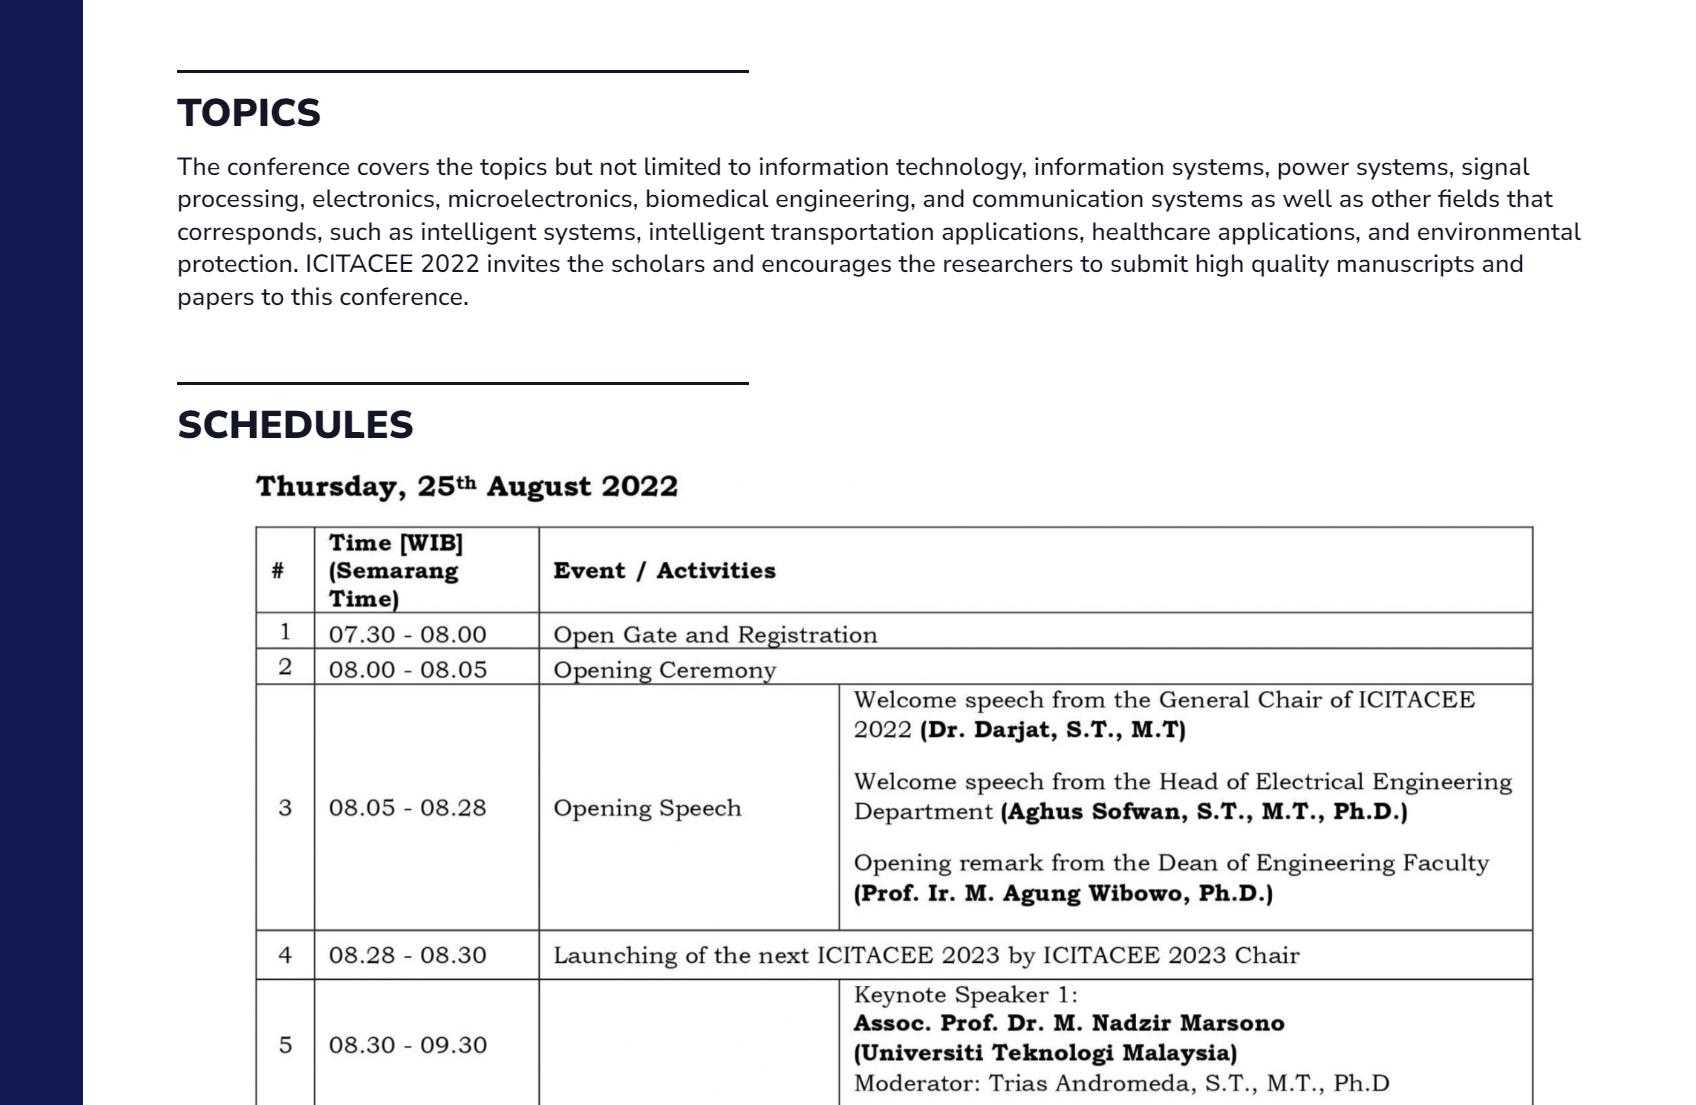 TOPICS
The conference covers the topics but not limited to information technology, information systems, power systems, signal
processing, electronics, microelectronics, biomedical engineering, and communication systems as well as other fields that
corresponds, such as intelligent systems, intelligent transportation applications, healthcare applications, and environmental
protection. ICITACEE 2022 invites the scholars and encourages the researchers to submit high quality manuscripts and
papers to this conference.
SCHEDULES
Thursday, 25th August 2022
# Time [WIB] (Semarang Time) Event / Activities
1 07.30 - 08.00 Open Gate and Registration
2 08.00 - 08.05 Opening Ceremony
3 08.05 - 08.28 Opening Speech
Welcome speech from the General Chair of ICITACEE
2022 (Dr. Darjat, S.T., M.T)
Welcome speech from the Head of Electrical Engineering
Department (Aghus Sofwan, S.T., M.T., Ph.D.)
Opening remark from the Dean of Engineering Faculty
(Prof. Ir. M. Agung Wibowo, Ph.D.)
4 08.28 - 08.30 Launching of the next ICITACEE 2023 by ICITACEE 2023 Chair
5 08.30 - 09.30
Keynote Speaker 1:
Assoc. Prof. Dr. M. Nadzir Marsono
(Universiti Teknologi Malaysia)
Moderator: Trias Andromeda, S.T., M.T., Ph.D